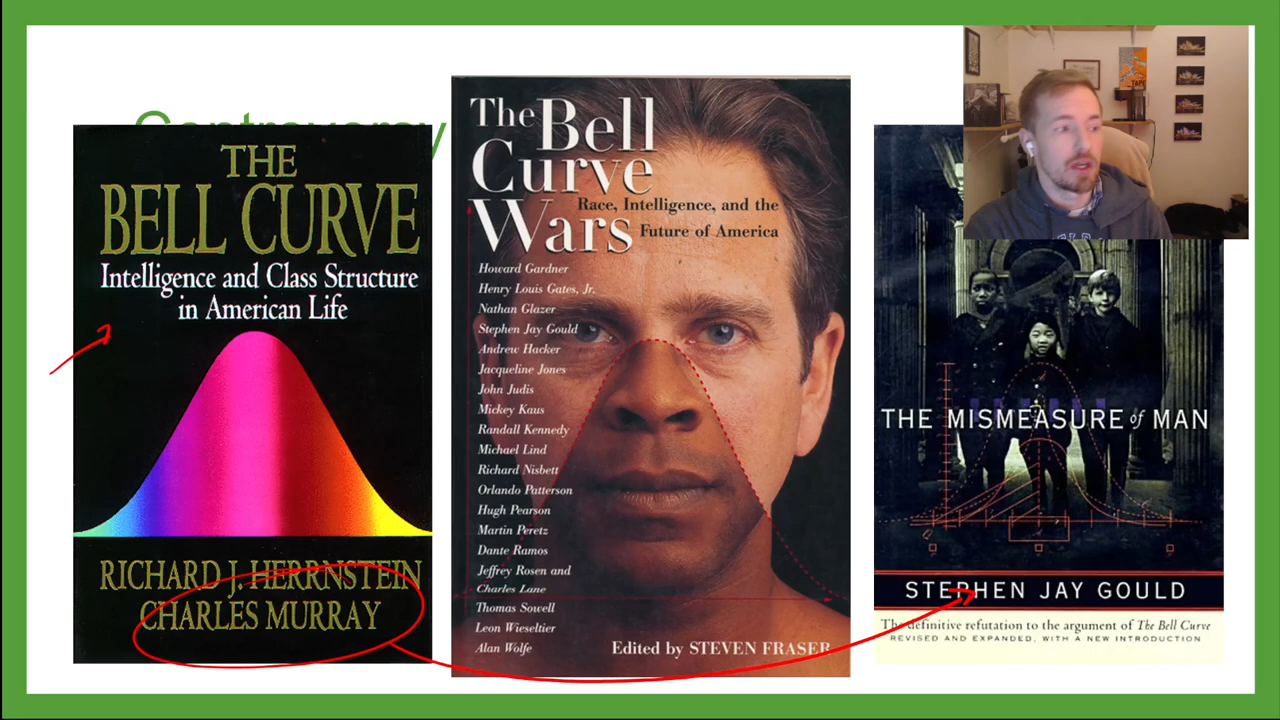 Controversy
THE
BELL CURVE
Intelligence and Class Structure
in American Life
RICHARD J. HERRNSTEIN
CHARLES MURRAY
The Bell
Curve
Wars
Race, Intelligence, and the
Future of America
Howard Gardner
Henry Louis Gates, Jr.
Nathan Glazer
Stephen Jay Gould
Andrew Hacker
Jacqueline Jones
John Judis
Mickey Kaus
Randall Kennedy
Michael Lind
Richard Nisbett
Orlando Patterson
Hugh Pearson
Martin Peretz
Dante Ramos
Jeffrey Rosen and
Charles Lane
Thomas Sowell
Leon Wieseltier
Alan Wolfe
Edited by STEVEN FRASER
THE MISMEASURE of MAN
STEPHEN JAY GOULD
The definitive refutation to the argument of The Bell Curve
REVISED AND EXPANDED, WITH A NEW INTRODUCTION